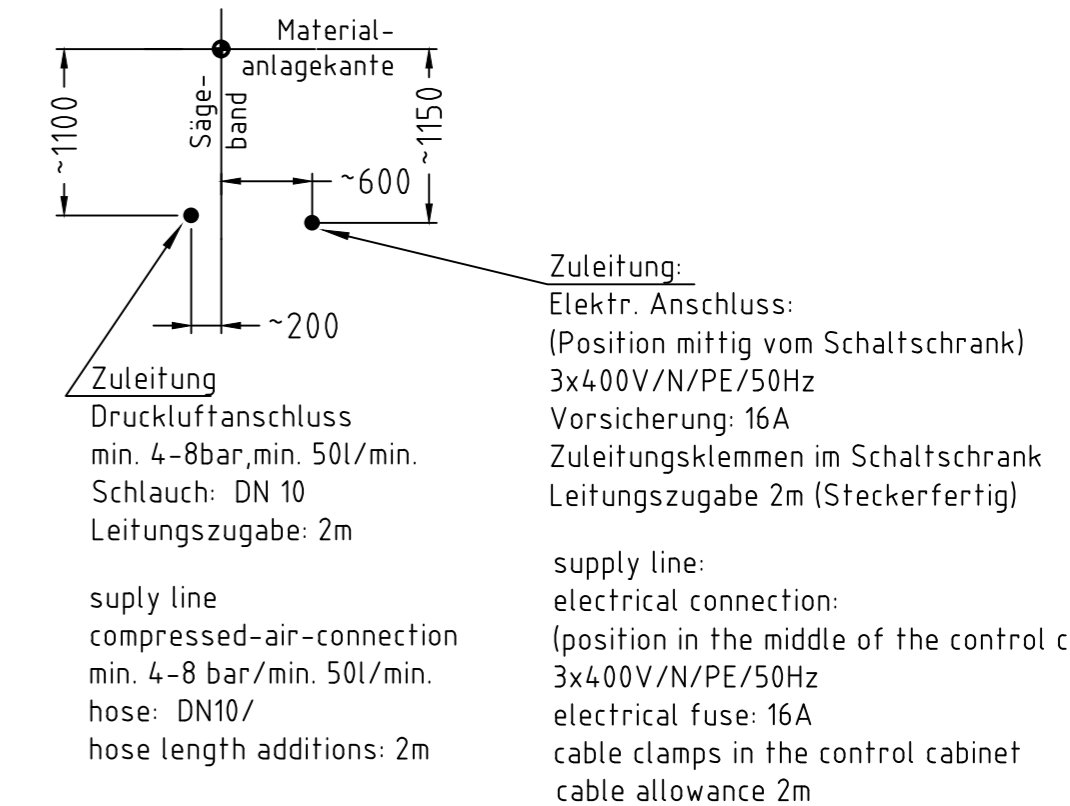 Material-
anlagekante
Säge-
band
~1100
~1150
~600
~200
Zuleitung
Druckluftanschluss
min. 4-8bar,min. 50l/min.
Schlauch: DN 10
Leitungszugabe: 2m
suply line
compressed-air-connection
min. 4-8 bar/min. 50l/min.
hose: DN10/
hose length additions: 2m
Zuleitung:
Elektr. Anschluss:
(Position mittig vom Schaltschrank)
3x400V/N/PE/50Hz
Vorsicherung: 16A
Zuleitungsklemmen im Schaltschrank
Leitungszugabe 2m (Steckerfertig)
supply line:
electrical connection:
(position in the middle of the control c
3x400V/N/PE/50Hz
electrical fuse: 16A
cable clamps in the control cabinet
cable allowance 2m